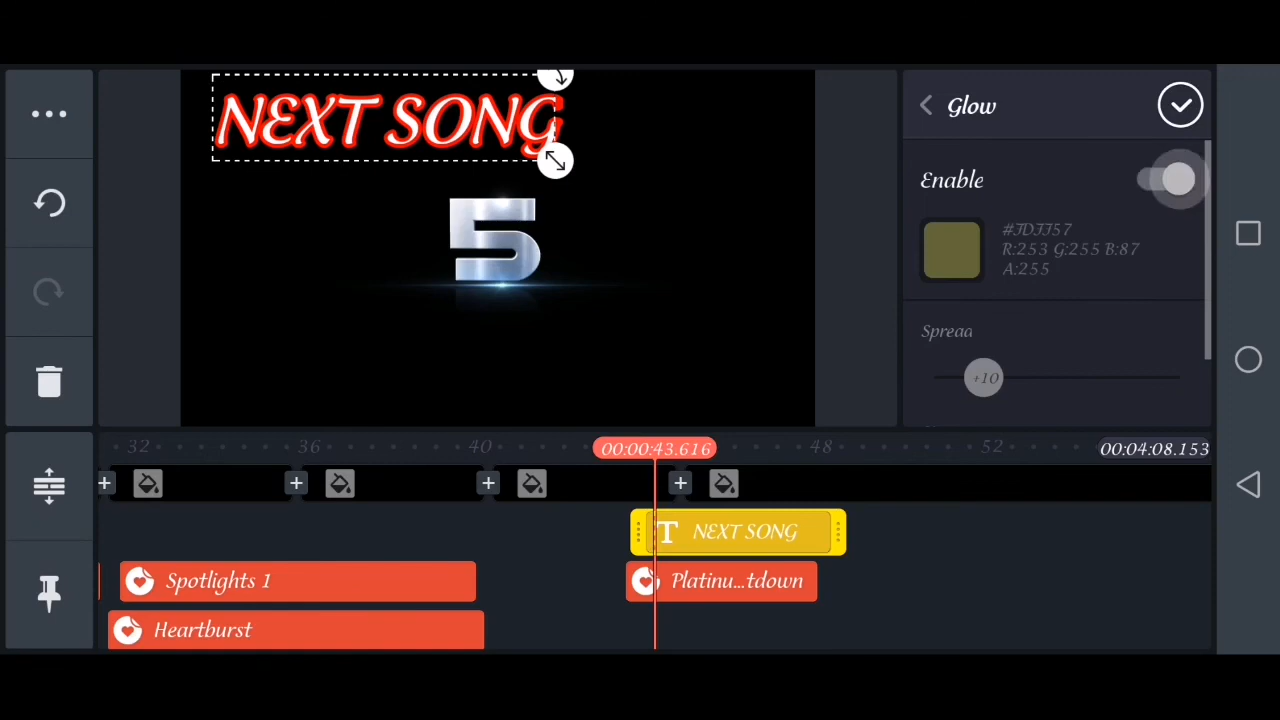 NEXT SONG
5
Glow
Enable
#FDFF57
R:253 G:255 B:87
A:255
Spread
+10
32
36
40
00:00:43.616
48
52
00:04:08.153
T NEXT SONG
Spotlights 1
Platinu...tdown
Heartburst